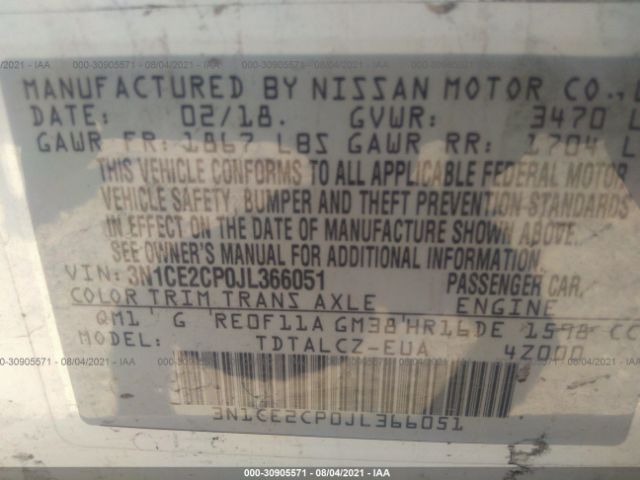 MANUFACTURED BY NISSAN MOTOR CO.,
DATE: 02/18. GVWR: 3470 L
GAWR FR: 1867 LBS GAWR RR: 1704 L
THIS VEHICLE CONFORMS TO ALL APPLICABLE FEDERAL MOTOR
VEHICLE SAFETY, BUMPER AND THEFT PREVENTION STANDARDS
IN EFFECT ON THE DATE OF MANUFACTURE SHOWN ABOVE.
SEE OWNER'S MANUAL FOR ADDITIONAL INFORMATION
VIN: 3N1CE2CP0JL366051 PASSENGER CAR
COLOR TRIM TRANS AXLE ENGINE
QM1 G RE0F11A GM38 HR16DE 1598 CC
MODEL: TDTALCZ-EUA 4Z000
3N1CE2CP0JL366051
000-30905571 - 08/04/2021 - IAA